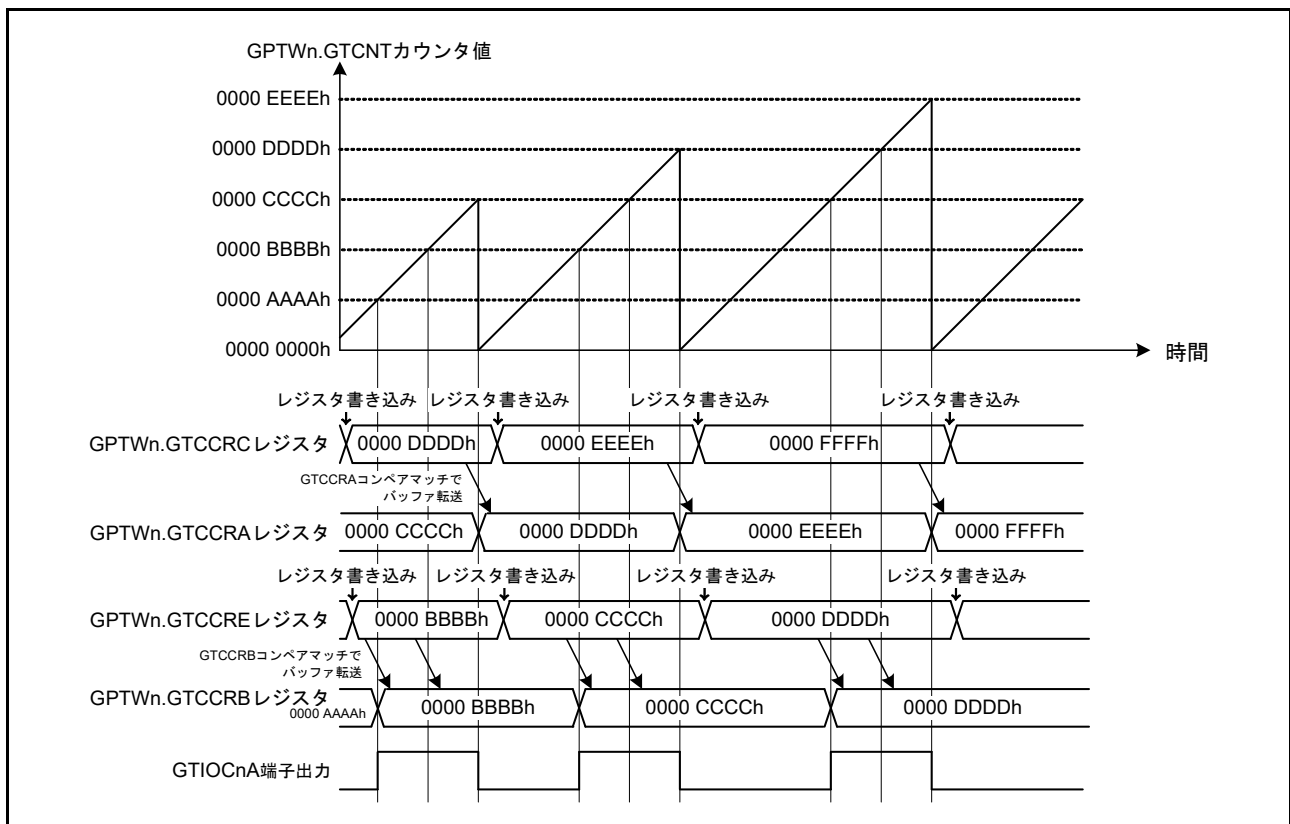 GPTWn.GTCNTカウンタ値
0000 EEEEh
0000 DDDDh
0000 CCCCh
0000 BBBBh
0000 AAAAh
0000 0000h
時間
レジスタ書き込み レジスタ書き込み レジスタ書き込み レジスタ書き込み
GPTWn.GTCCRCレジスタ 0000 DDDDh 0000 EEEEh 0000 FFFFh
GTCCRAコンペアマッチで
バッファ転送
GPTWn.GTCCRAレジスタ 0000 CCCCh 0000 DDDDh 0000 EEEEh 0000 FFFFh
レジスタ書き込み レジスタ書き込み レジスタ書き込み レジスタ書き込み
GPTWn.GTCCREレジスタ 0000 BBBBh 0000 CCCCh 0000 DDDDh
GTCCRBコンペアマッチで
バッファ転送
GPTWn.GTCCRBレジスタ 0000 AAAAh 0000 BBBBh 0000 CCCCh 0000 DDDDh
GTIOCnA端子出力